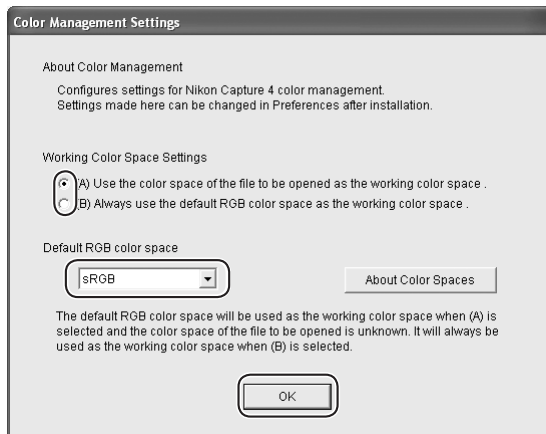 Color Management Settings
About Color Management
Configures settings for Nikon Capture 4 color management.
Settings made here can be changed in Preferences after installation.
Working Color Space Settings
(A) Use the color space of the file to be opened as the working color space .
(B) Always use the default RGB color space as the working color space .
Default RGB color space
sRGB
About Color Spaces
The default RGB color space will be used as the working color space when (A) is
selected and the color space of the file to be opened is unknown. It will always be
used as the working color space when (B) is selected.
OK